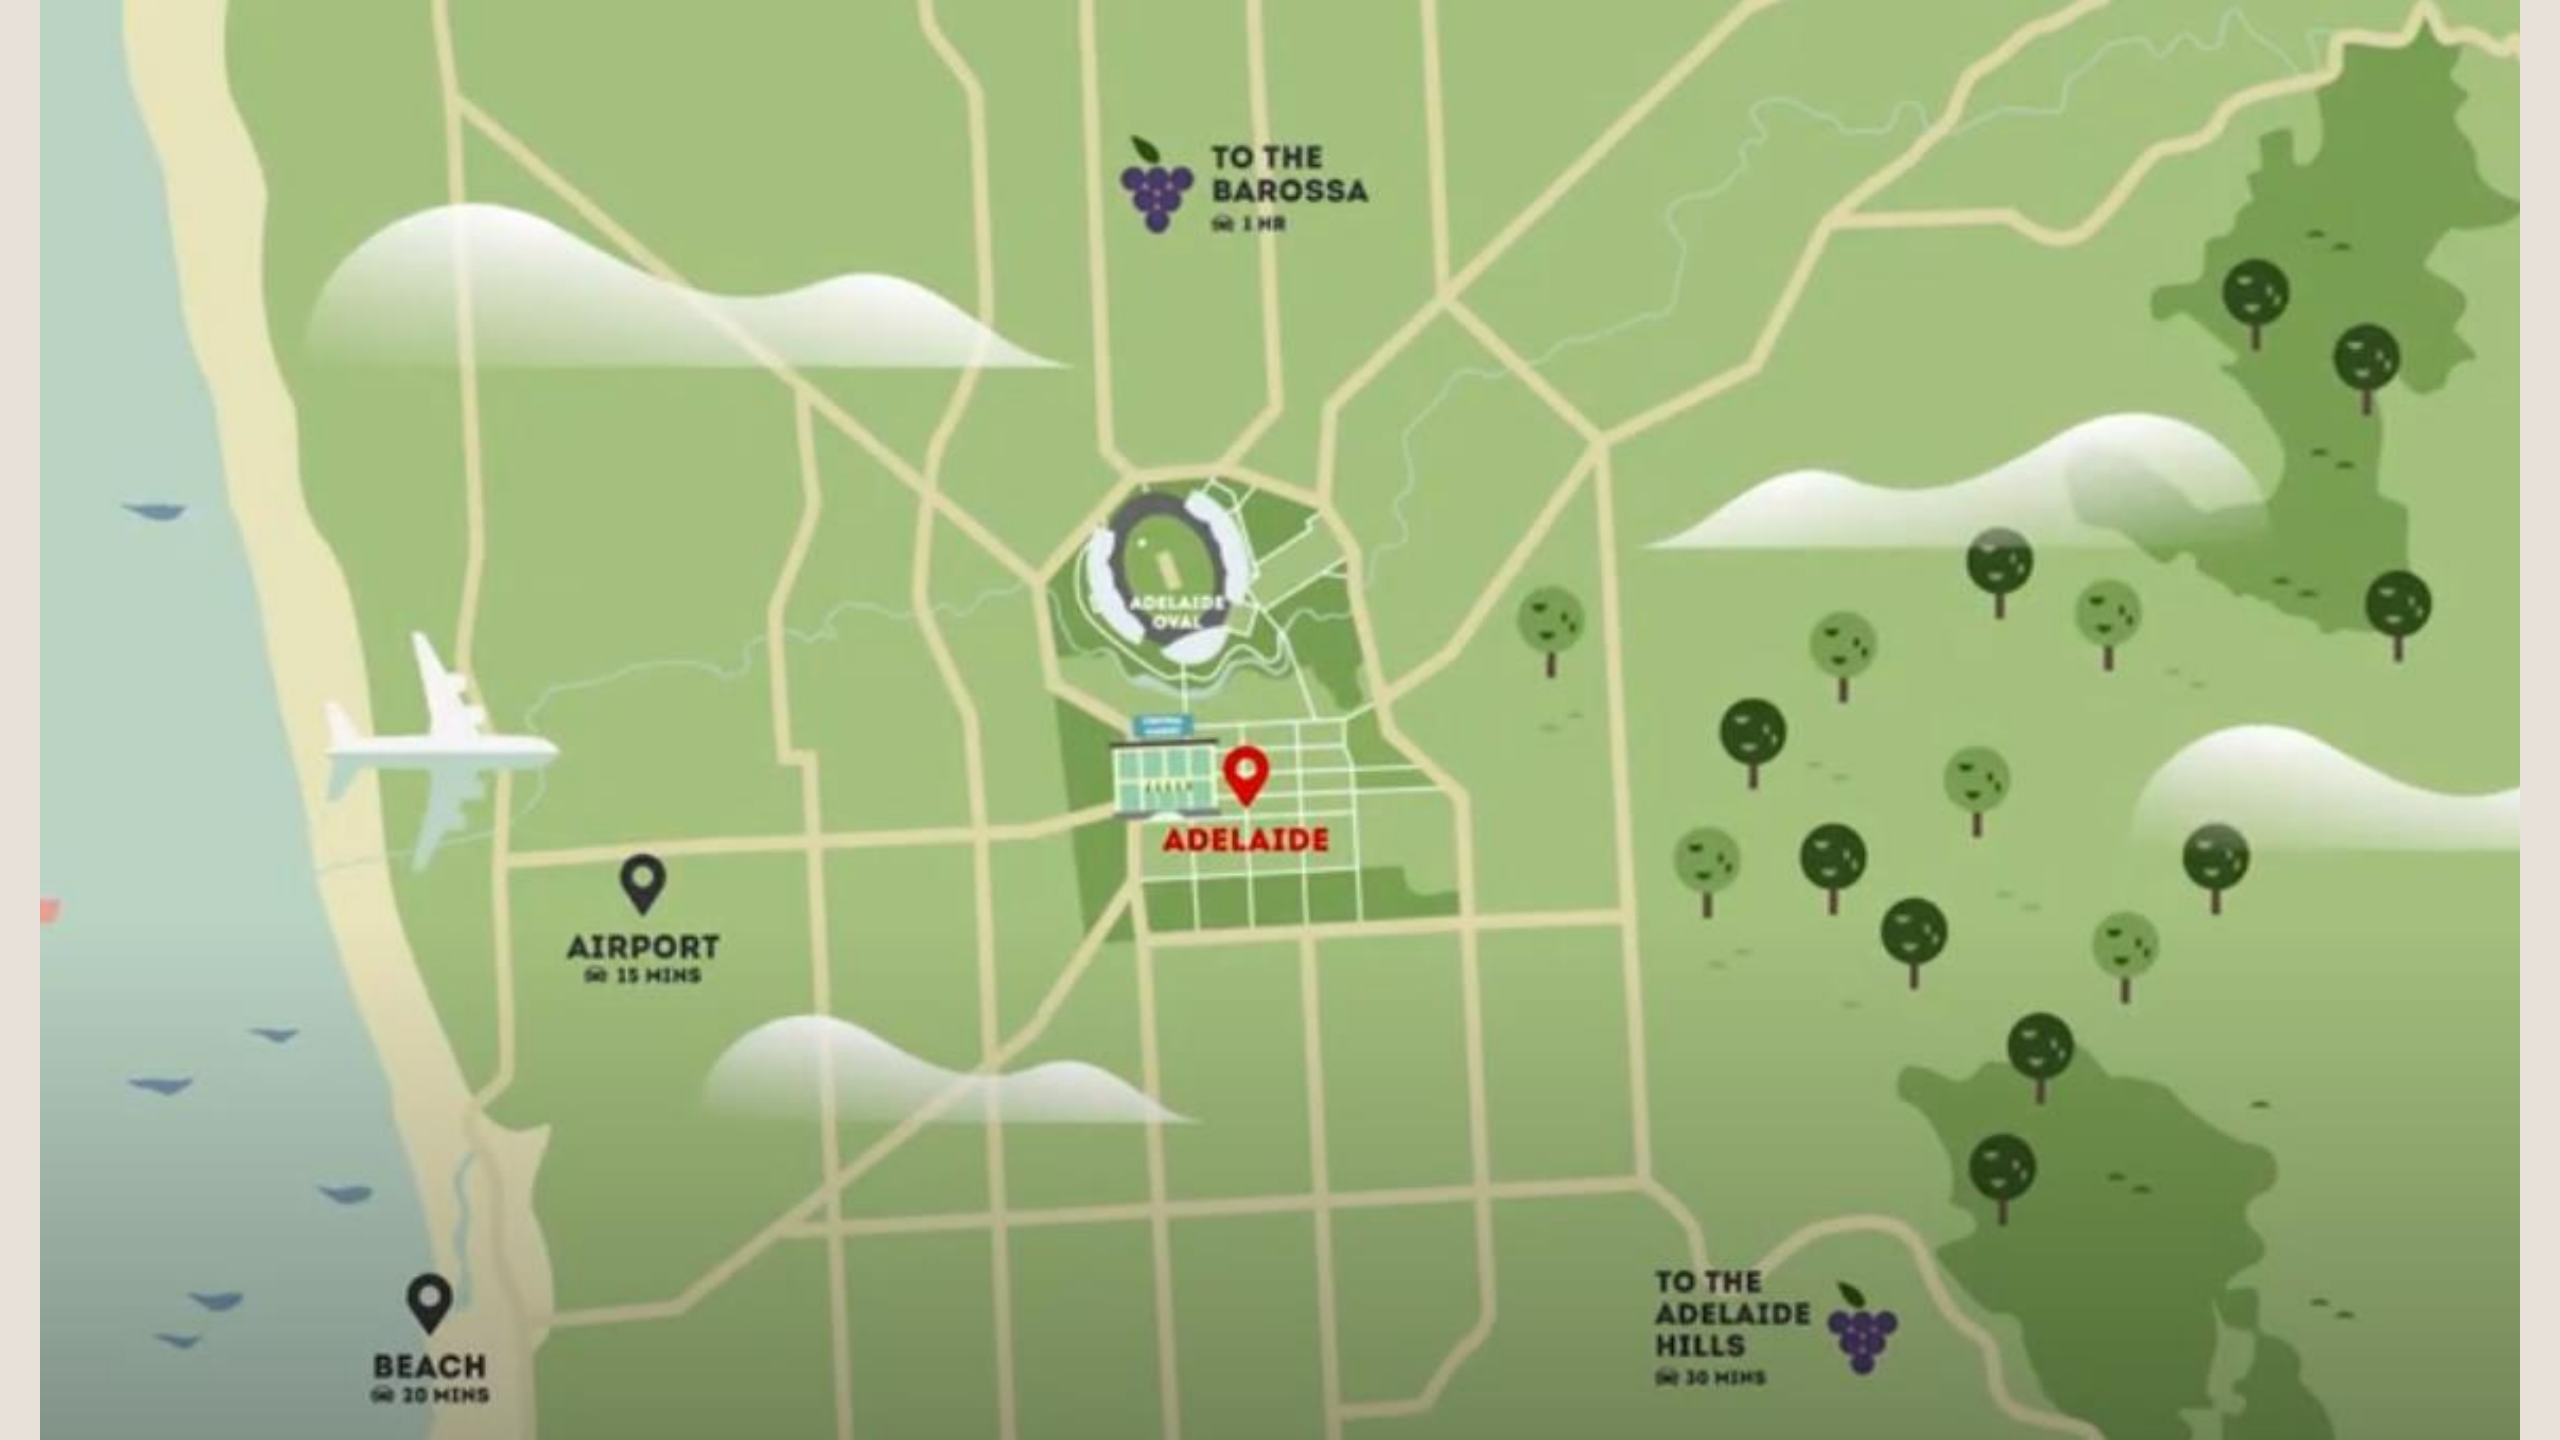 TO THE
BAROSSA
1 HR
ADELAIDE
OVAL
ADELAIDE
AIRPORT
15 MINS
BEACH
20 MINS
TO THE
ADELAIDE
HILLS
30 MINS